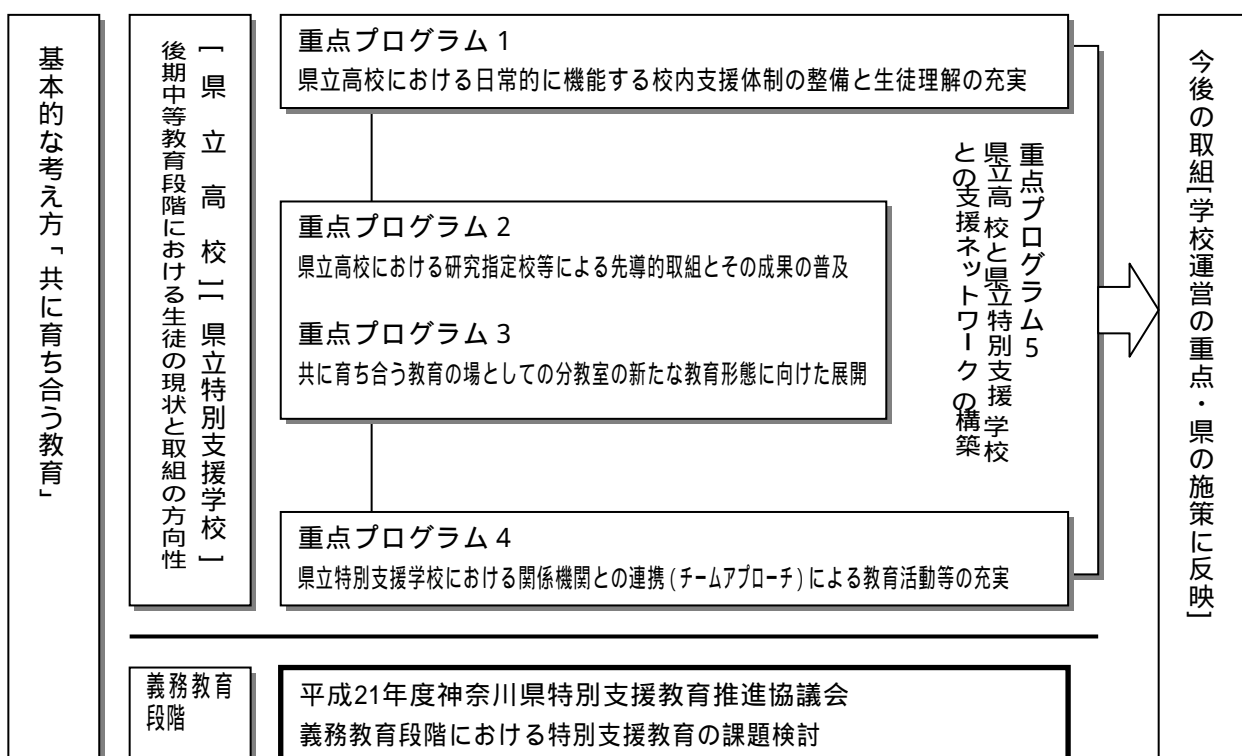 基本的な考え方「共に育ち合う教育」
[県立高校][県立特別支援学校]
後期中等教育段階における生徒の現状と取組の方向性
重点プログラム1
県立高校における日常的に機能する校内支援体制の整備と生徒理解の充実
重点プログラム2
県立高校における研究指定校等による先導的取組とその成果の普及
重点プログラム3
共に育ち合う教育の場としての分教室の新たな教育形態に向けた展開
重点プログラム4
県立特別支援学校における関係機関との連携(チームアプローチ)による教育活動等の充実
重点プログラム5
県立高校と県立特別支援学校
との支援ネットワークの構築
今後の取組[学校運営の重点・県の施策に反映]
義務教育
段階
平成21年度神奈川県特別支援教育推進協議会
義務教育段階における特別支援教育の課題検討